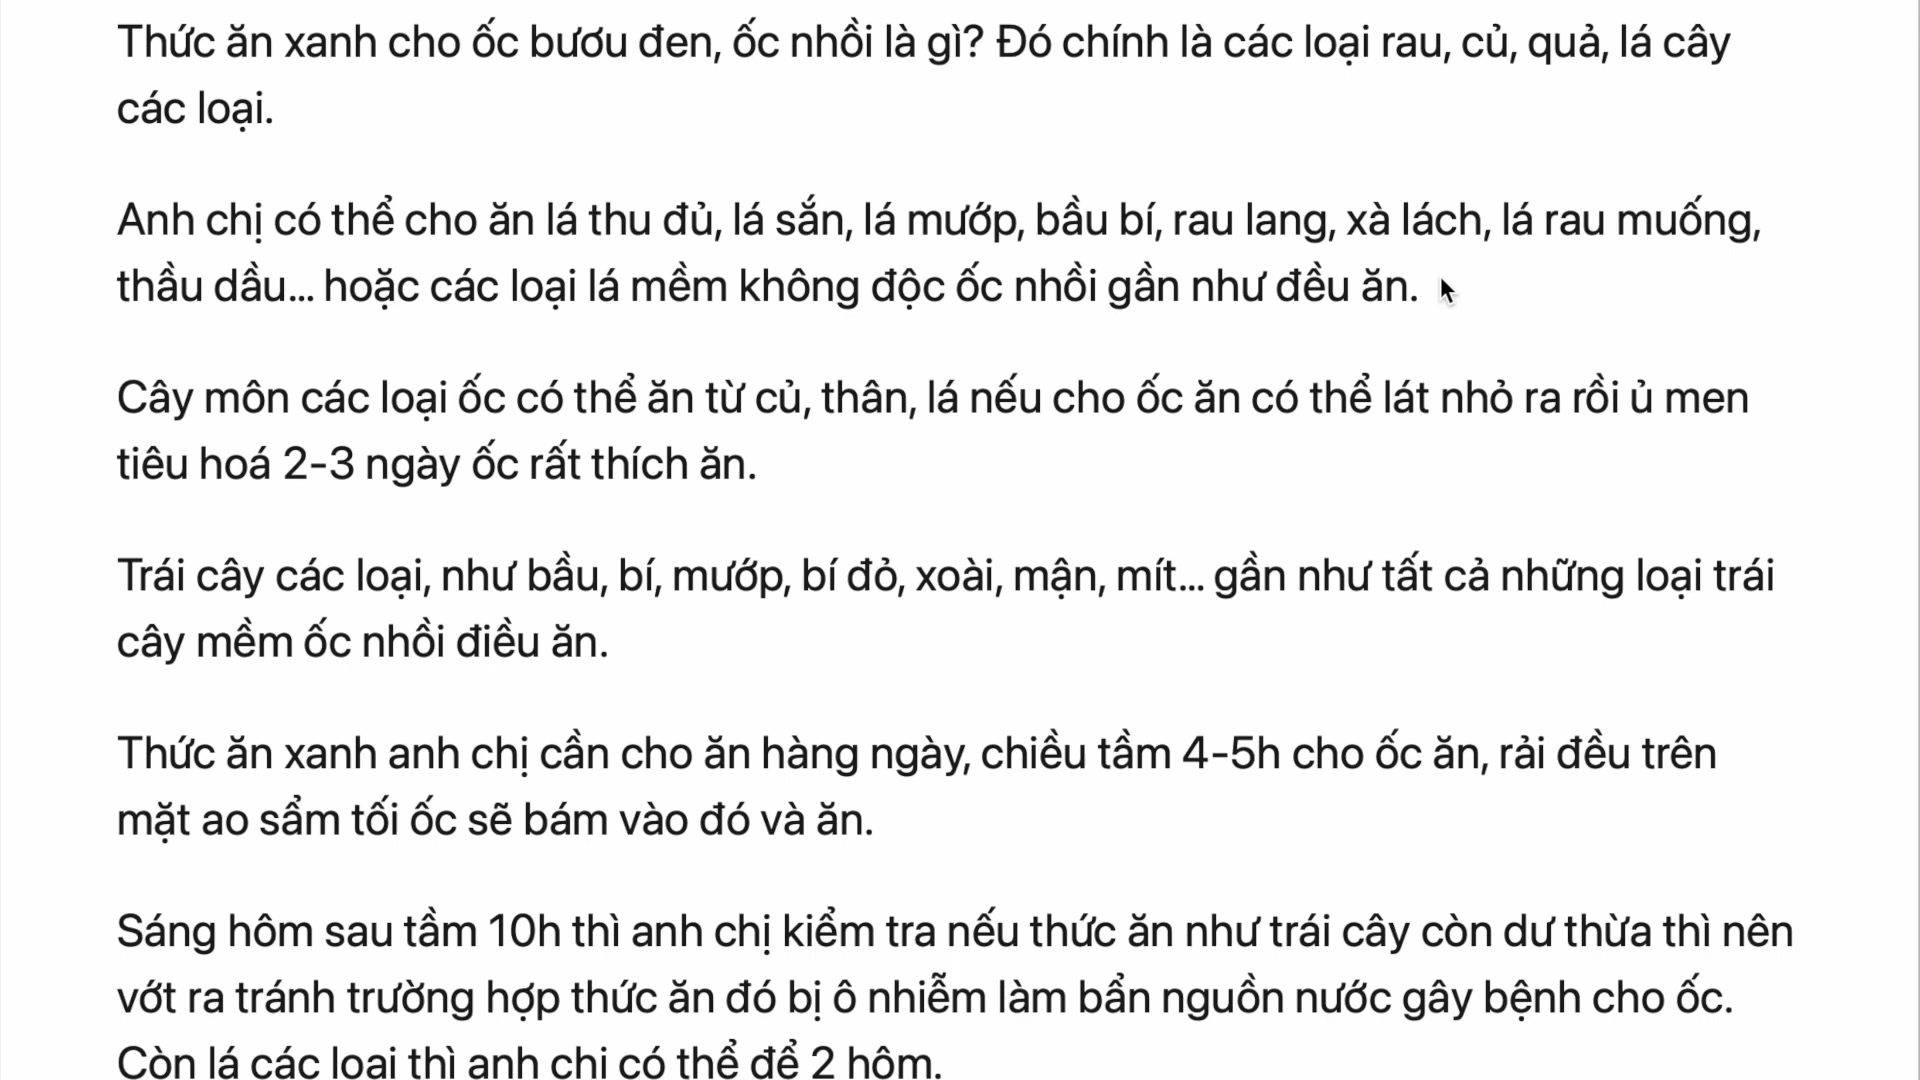 Thức ăn xanh cho ốc bươu đen, ốc nhồi là gì? Đó chính là các loại rau, củ, quả, lá cây
các loại.
Anh chị có thể cho ăn lá thu đủ, lá sắn, lá mướp, bầu bí, rau lang, xà lách, lá rau muống,
thầu dầu... hoặc các loại lá mềm không độc ốc nhồi gần như đều ăn.
Cây môn các loại ốc có thể ăn từ củ, thân, lá nếu cho ốc ăn có thể lát nhỏ ra rồi ủ men
tiêu hoá 2-3 ngày ốc rất thích ăn.
Trái cây các loại, như bầu, bí, mướp, bí đỏ, xoài, mận, mít... gần như tất cả những loại trái
cây mềm ốc nhồi điều ăn.
Thức ăn xanh anh chị cần cho ăn hàng ngày, chiều tầm 4-5h cho ốc ăn, rải đều trên
mặt ao sẩm tối ốc sẽ bám vào đó và ăn.
Sáng hôm sau tầm 10h thì anh chị kiểm tra nếu thức ăn như trái cây còn dư thừa thì nên
vớt ra tránh trường hợp thức ăn đó bị ô nhiễm làm bẩn nguồn nước gây bệnh cho ốc.
Còn lá các loại thì anh chị có thể để 2 hôm.